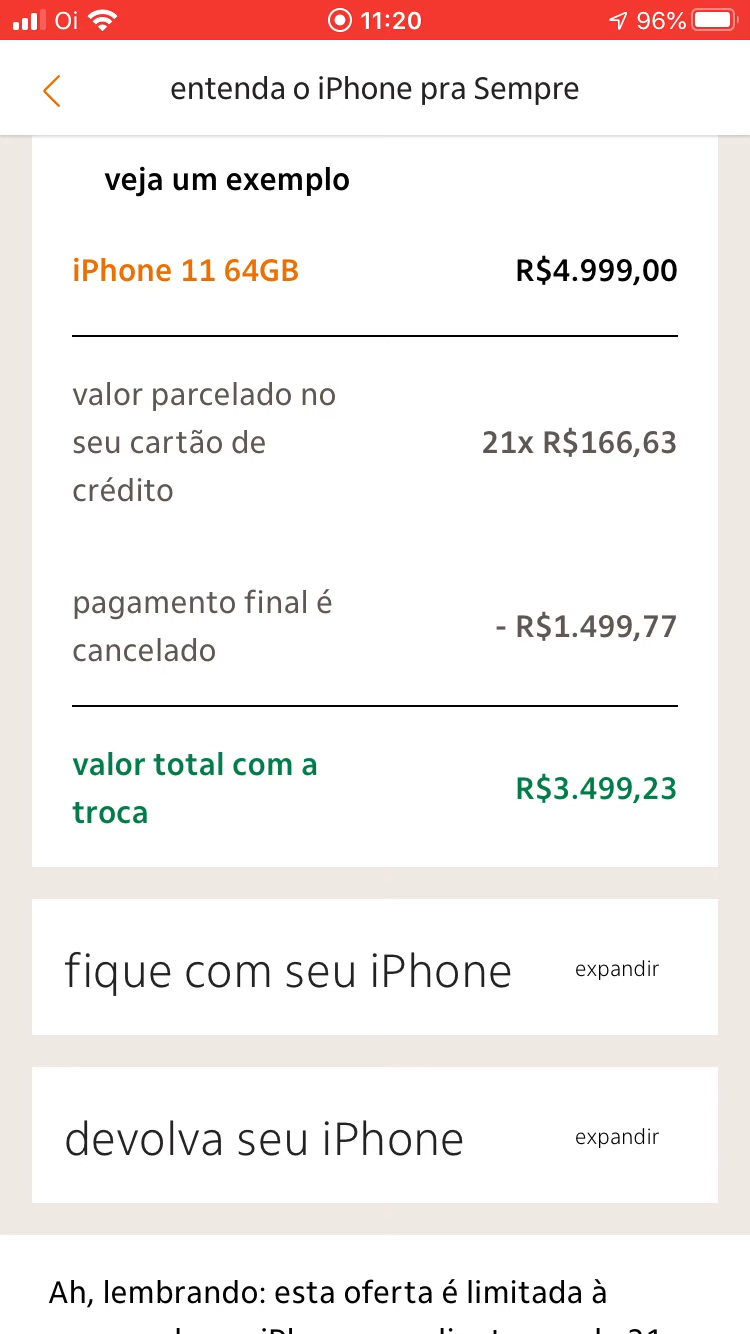 Oi 11:20 96%
entenda o iPhone pra Sempre
veja um exemplo
iPhone 11 64GB R$4.999,00
valor parcelado no
seu cartão de 21x R$166,63
crédito
pagamento final é
- R$1.499,77
cancelado
valor total com a
R$3.499,23
troca
fique com seu iPhone expandir
devolva seu iPhone expandir
Ah, lembrando: esta oferta é limitada à